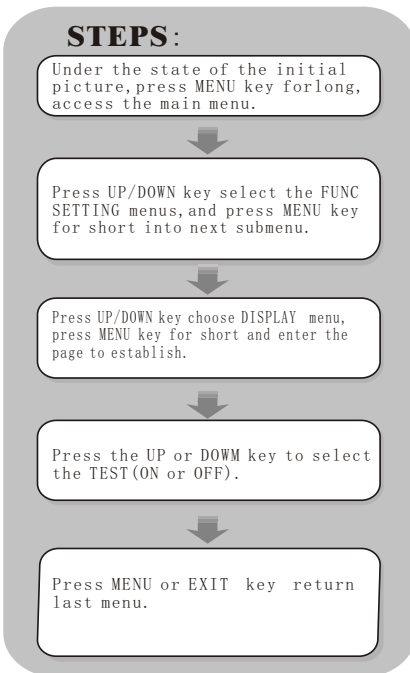 STEPS:
Under the state of the initial
picture, press MENU key forlong,
access the main menu.
Press UP/DOWN key select the FUNC
SETTING menus, and press MENU key
for short into next submenu.
Press UP/DOWN key choose DISPLAY menu,
press MENU key for short and enter the
page to establish.
Press the UP or DOWM key to select
the TEST(ON or OFF).
Press MENU or EXIT key return
last menu.